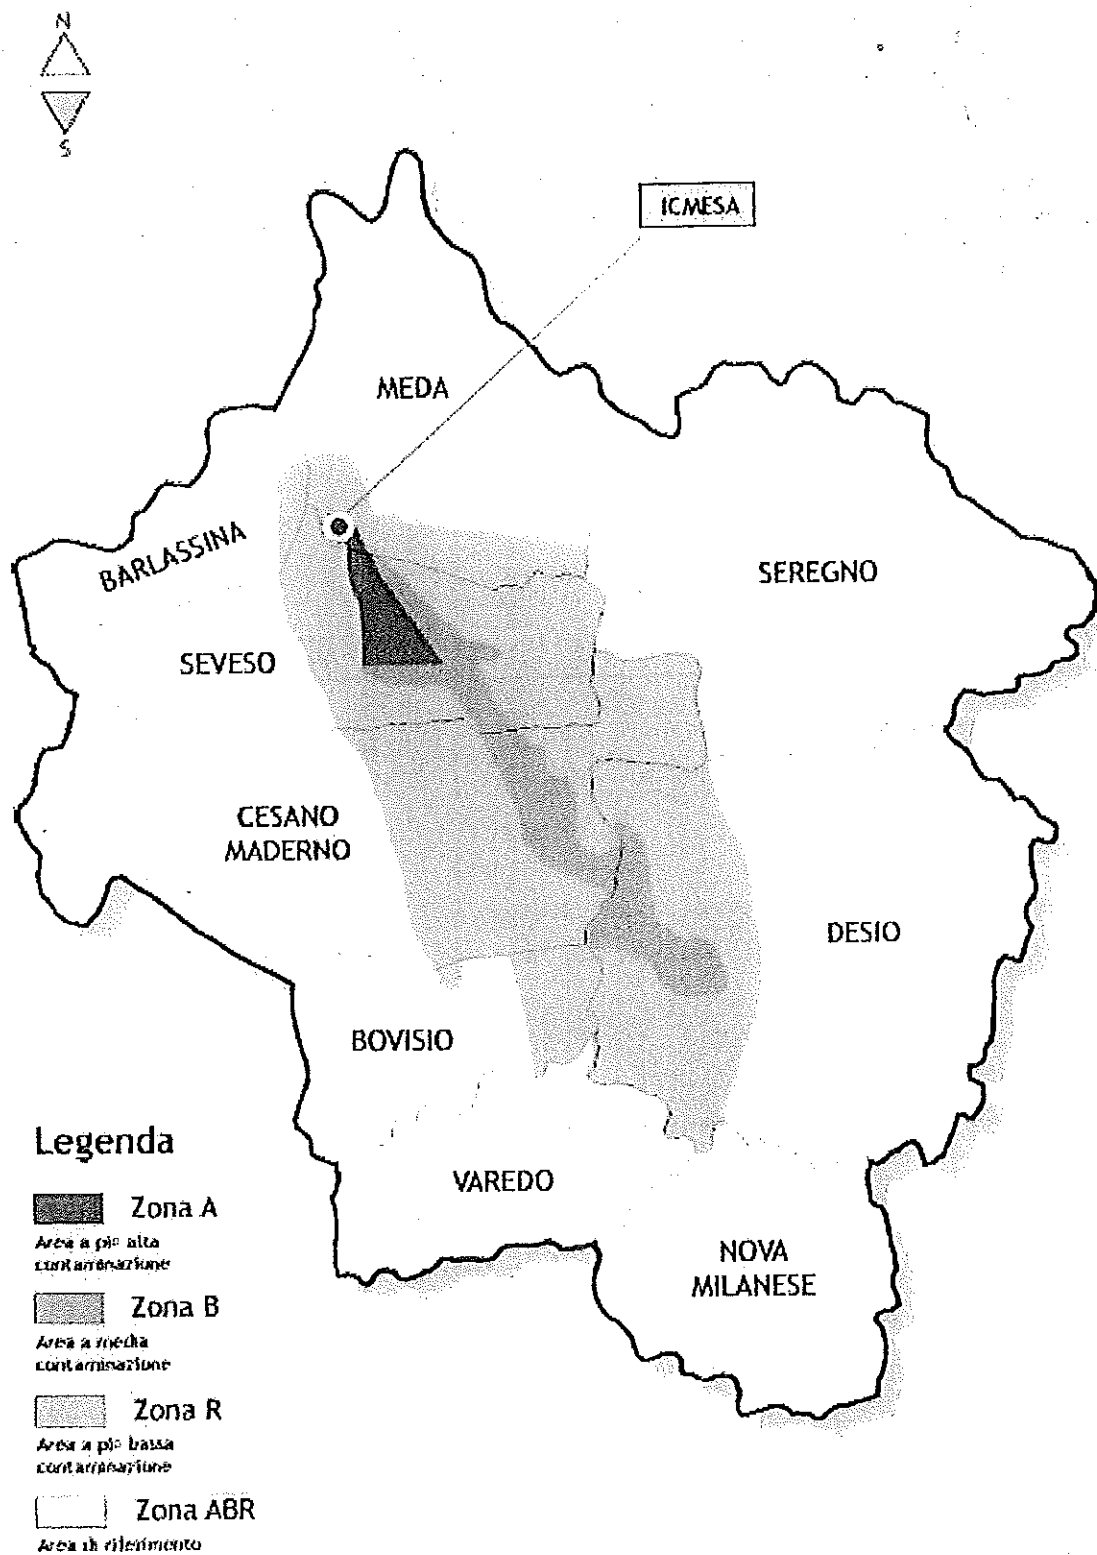 N
S
ICMESA
MEDA
BARLASSINA
SEREGNO
SEVESO
CESANO
MADERNO
DESIO
BOVISIO
VAREDO
NOVA
MILANESE
Legenda
Zona A
Area a più alta
contaminazione
Zona B
Area a media
contaminazione
Zona R
Area a più bassa
contaminazione
Zona ABR
Area di riferimento